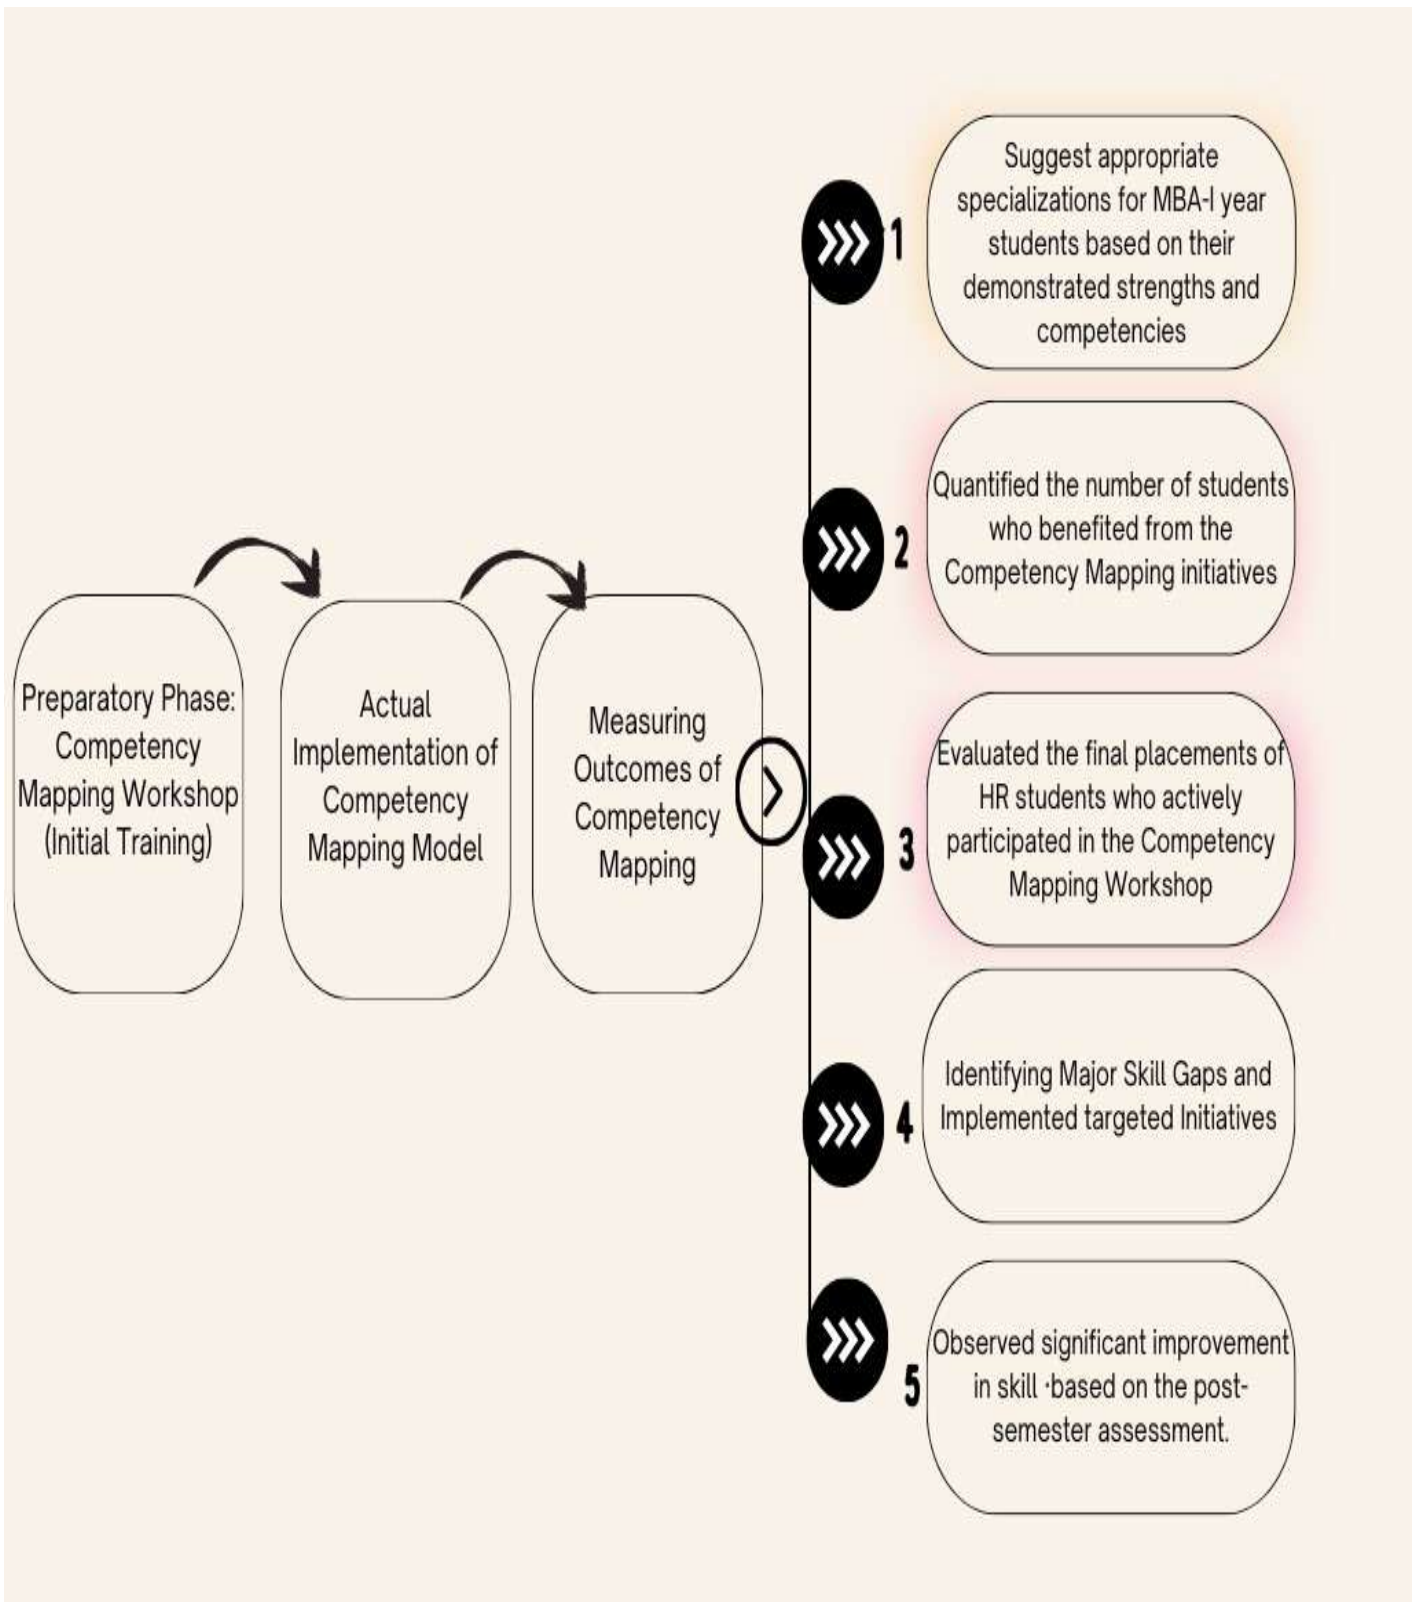 Preparatory Phase:
Competency
Mapping Workshop
(Initial Training)
Actual
Implementation of
Competency
Mapping Model
Measuring
Outcomes of
Competency
Mapping
1
Suggest appropriate
specializations for MBA-I year
students based on their
demonstrated strengths and
competencies
2
Quantified the number of students
who benefited from the
Competency Mapping initiatives
3
Evaluated the final placements of
HR students who actively
participated in the Competency
Mapping Workshop
4
Identifying Major Skill Gaps and
Implemented targeted Initiatives
5
Observed significant improvement
in skill ·based on the post-
semester assessment.